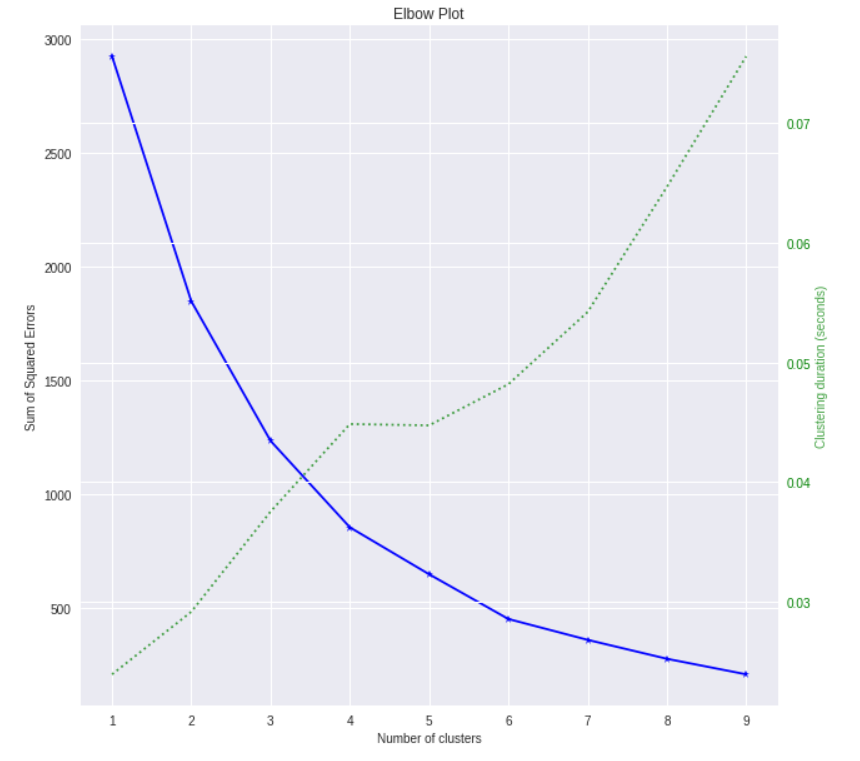 Elbow Plot
3000
2500
2000
1500
1000
500
Sum of Squared Errors
0.07
0.06
0.05
0.04
0.03
Clustering duration (seconds)
1 2 3 4 5 6 7 8 9
Number of clusters